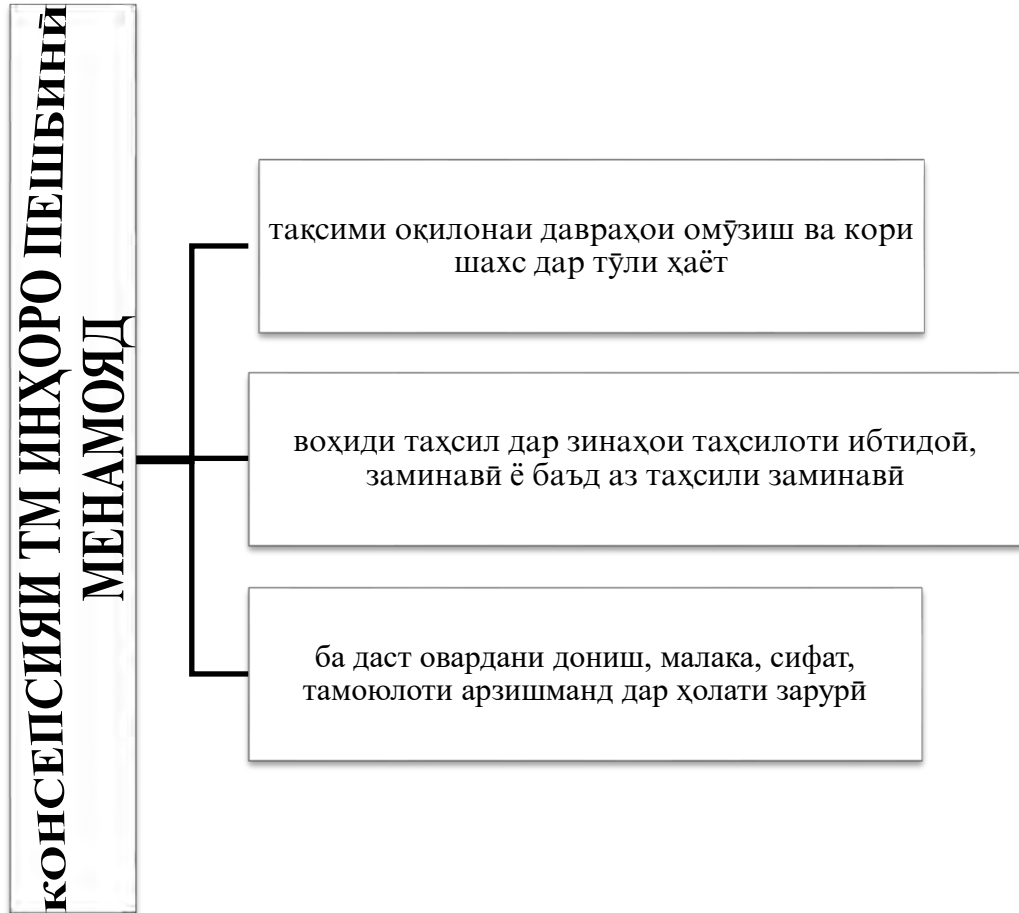 КОНСЕПСИЯИ ТМ ИНҲОРО ПЕШБИНӢ
МЕНАМОЯД
тақсими оқилонаи давраҳои омӯзиш ва кори
шахс дар тӯли ҳаёт
воҳиди таҳсил дар зинаҳои таҳсилоти ибтидоӣ,
заминавӣ ё баъд аз таҳсили заминавӣ
ба даст овардани дониш, малака, сифат,
тамоюлоти арзишманд дар ҳолати зарурӣ